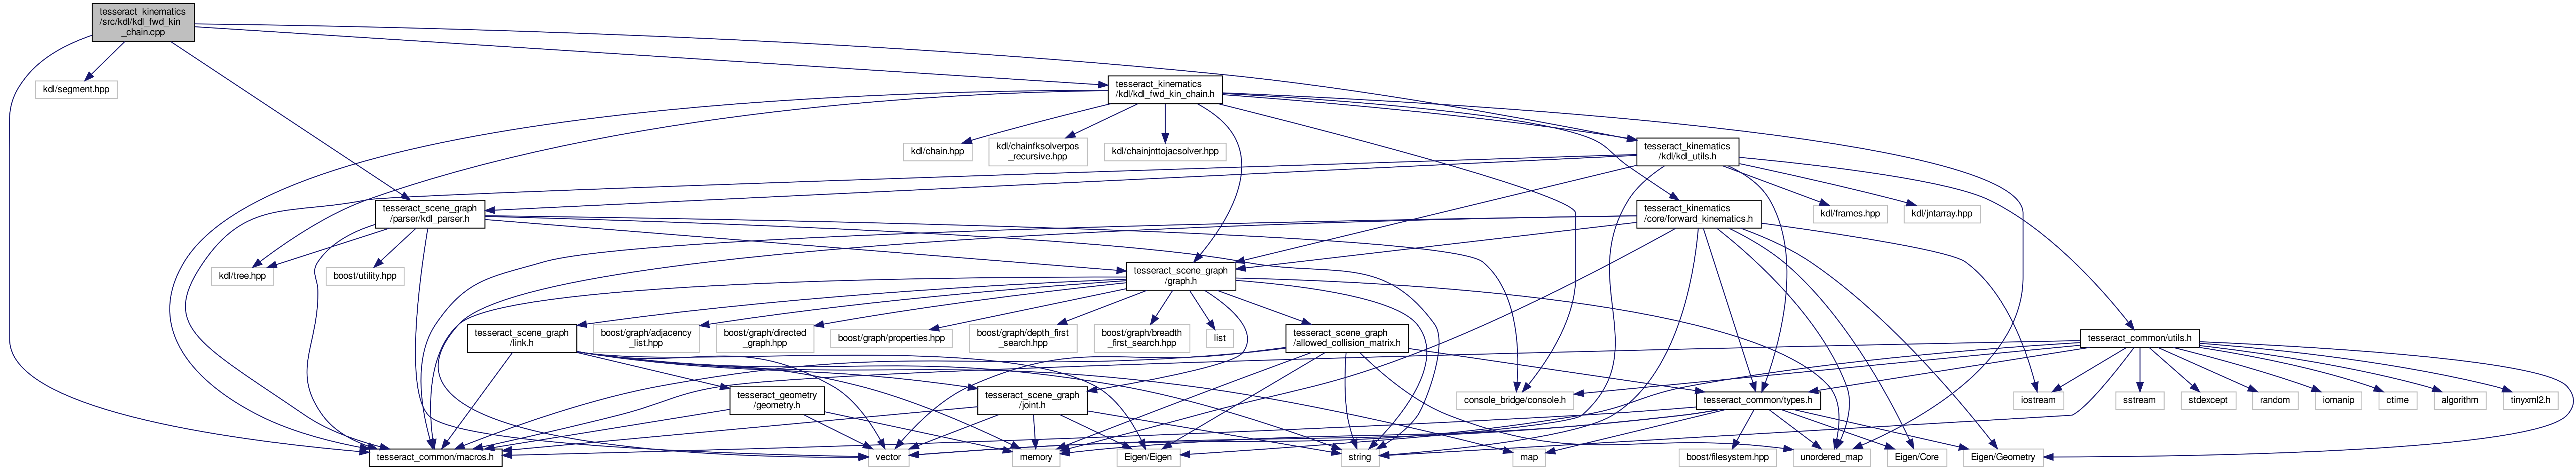 tesseract_kinematics
/src/kdl/kdl_fwd_kin
_chain.cpp
kdl/segment.hpp
tesseract_kinematics
/kdl/kdl_fwd_kin_chain.h
kdl/chain.hpp
kdl/chainfksolverpos
_recursive.hpp
kdl/chainjnttojacsolver.hpp
tesseract_kinematics
/kdl/kdl_utils.h
tesseract_scene_graph
/parser/kdl_parser.h
tesseract_kinematics
/core/forward_kinematics.h
kdl/frames.hpp
kdl/jntarray.hpp
kdl/tree.hpp
boost/utility.hpp
tesseract_scene_graph
/graph.h
tesseract_scene_graph
/link.h
boost/graph/adjacency
_list.hpp
boost/graph/directed
_graph.hpp
boost/graph/properties.hpp
boost/graph/depth_first
_search.hpp
boost/graph/breadth
_first_search.hpp
list
tesseract_scene_graph
/allowed_collision_matrix.h
tesseract_common/utils.h
tesseract_geometry
/geometry.h
tesseract_scene_graph
/joint.h
console_bridge/console.h
tesseract_common/types.h
iostream
sstream
stdexcept
random
iomanip
ctime
algorithm
tinyxml2.h
tesseract_common/macros.h
vector
memory
Eigen/Eigen
string
map
boost/filesystem.hpp
unordered_map
Eigen/Core
Eigen/Geometry